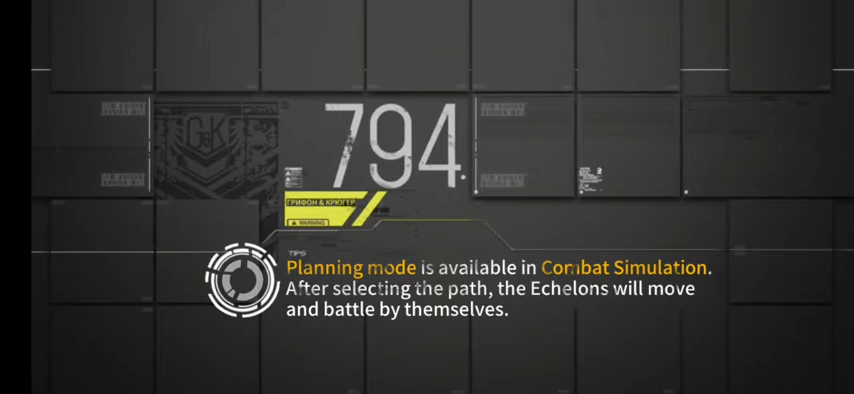 G&K
794.
ГРИФОН & КРЮГЕР
WARNING
TIPS
Planning mode is available in Combat Simulation.
After selecting the path, the Echelons will move
and battle by themselves.